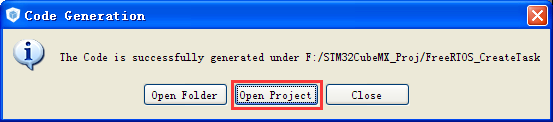 Code Generation
The Code is successfully generated under F:/STM32CubeMX_Proj/FreeRTOS_CreateTask
Open Folder Open Project Close